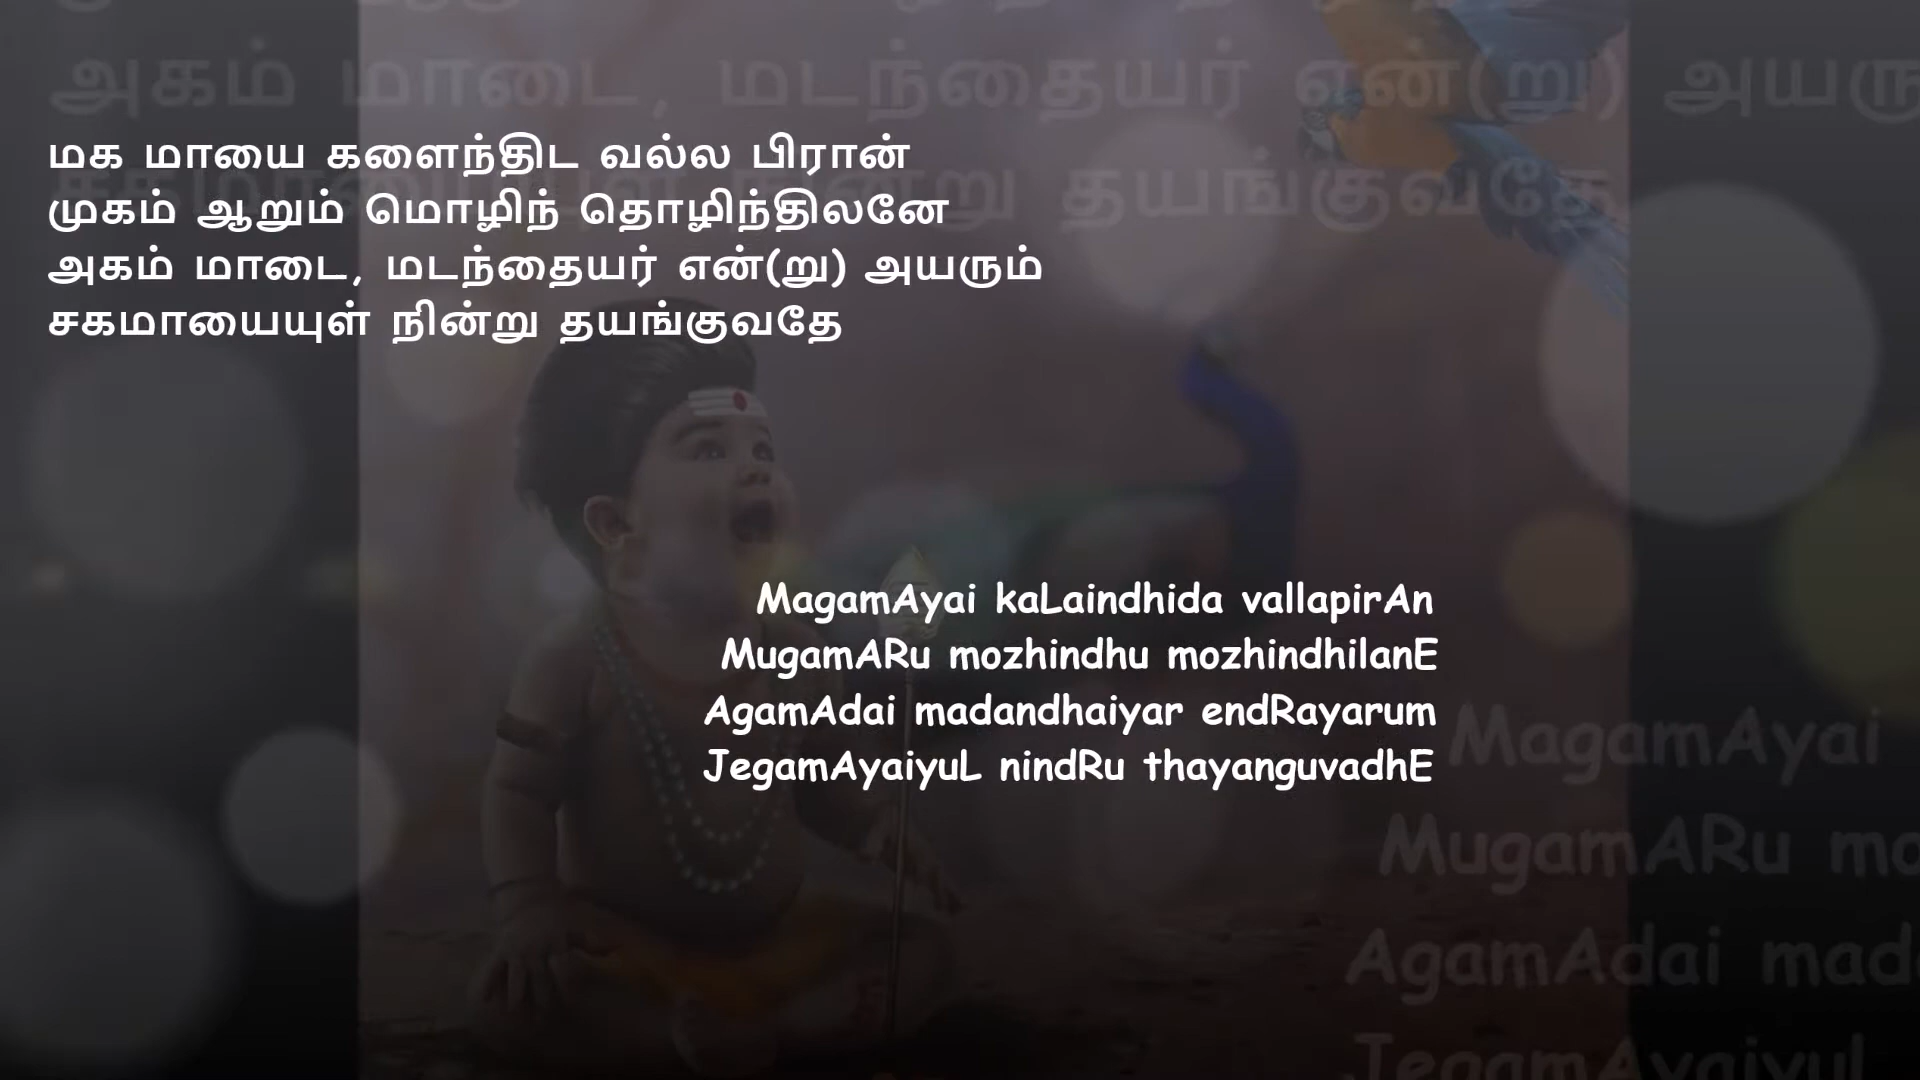 மக மாயை களைந்திட வல்ல பிரான்
முகம் ஆறும் மொழிந் தொழிந்திலனே
அகம் மாடை, மடந்தையர் என்(று) அயரும்
சகமாயையுள் நின்று தயங்குவதே
MagamAyai kaLaindhida vallapirAn
MugamARu mozhindhu mozhindhilanE
AgamAdai madandhaiyar endRayarum
JegamAyaiyuL nindRu thayanguvadhE